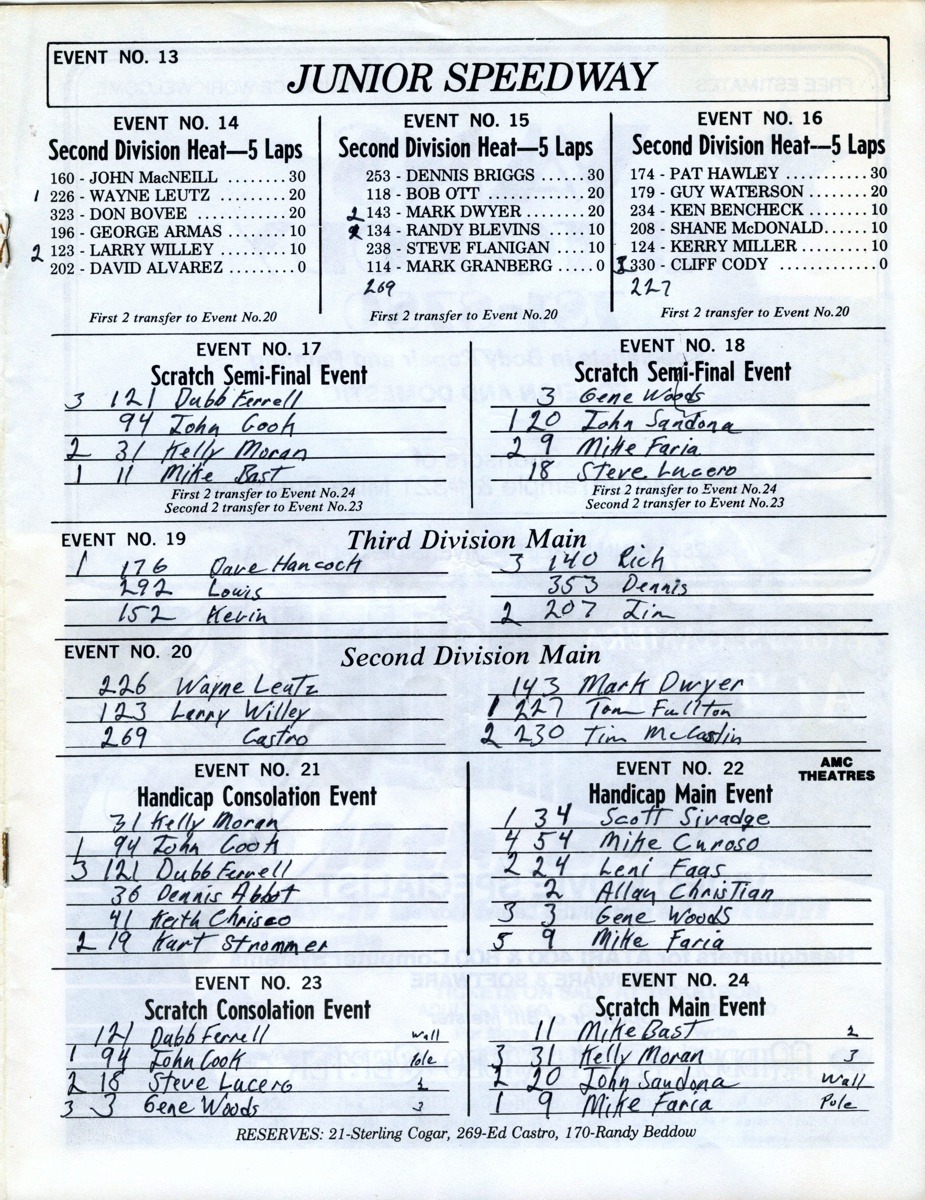 EVENT NO. 13
JUNIOR SPEEDWAY
EVENT NO. 14
Second Division Heat—5 Laps
160 - JOHN MacNEILL ........ 30
1 226 - WAYNE LEUTZ .......... 20
323 - DON BOVEE ............ 20
196 - GEORGE ARMAS ........ 10
2 123 - LARRY WILLEY ......... 10
202 - DAVID ALVAREZ ........ 0
First 2 transfer to Event No.20
EVENT NO. 15
Second Division Heat—5 Laps
253 - DENNIS BRIGGS ..... 30
118 - BOB OTT ............ 20
2 143 - MARK DWYER ....... 20
134 - RANDY BLEVINS .... 10
238 - STEVE FLANIGAN ... 10
114 - MARK GRANBERG ..... 0
269
First 2 transfer to Event No.20
EVENT NO. 16
Second Division Heat—5 Laps
174 - PAT HAWLEY ........... 30
179 - GUY WATERSON ........ 20
234 - KEN BENCHECK ........ 10
208 - SHANE McDONALD...... 10
124 - KERRY MILLER ......... 10
330 - CLIFF CODY ............ 0
227
First 2 transfer to Event No.20
EVENT NO. 17
Scratch Semi-Final Event
3 121 Dubb Ferrell
94 John Cook
2 31 Kelly Moran
1 11 Mike Bast
First 2 transfer to Event No.24
Second 2 transfer to Event No.23
EVENT NO. 18
Scratch Semi-Final Event
3 Gene Woods
1 20 John Sandona
2 9 Mike Faria
18 Steve Lucero
First 2 transfer to Event No.24
Second 2 transfer to Event No.23
EVENT NO. 19
Third Division Main
1 176 Dave Hancock
292 Louis
152 Kevin
3 140 Rich
353 Dennis
2 207 Jim
EVENT NO. 20
Second Division Main
226 Wayne Leutz
123 Larry Willey
269 Castro
143 Mark Dwyer
1 227 Tom Fullton
2 230 Tim McCaslin
EVENT NO. 21
Handicap Consolation Event
31 Kelly Moran
1 94 John Cook
3 121 Dubb Ferrell
36 Dennis Abbot
41 Keith Chrisco
2 19 Kurt Strommer
EVENT NO. 22
AMC THEATRES
Handicap Main Event
1 34 Scott Sivadge
4 54 Mike Curoso
2 24 Leni Faas
2 Allan Christian
3 3 Gene Woods
5 9 Mike Faria
EVENT NO. 23
Scratch Consolation Event
121 Dubb Ferrell wall
1 94 John Cook Pole
2 18 Steve Lucero 2
3 3 Gene Woods 3
EVENT NO. 24
Scratch Main Event
11 Mike Bast 2
3 31 Kelly Moran 3
2 20 John Sandona Wall
1 9 Mike Faria Pole
RESERVES: 21-Sterling Cogar, 269-Ed Castro, 170-Randy Beddow